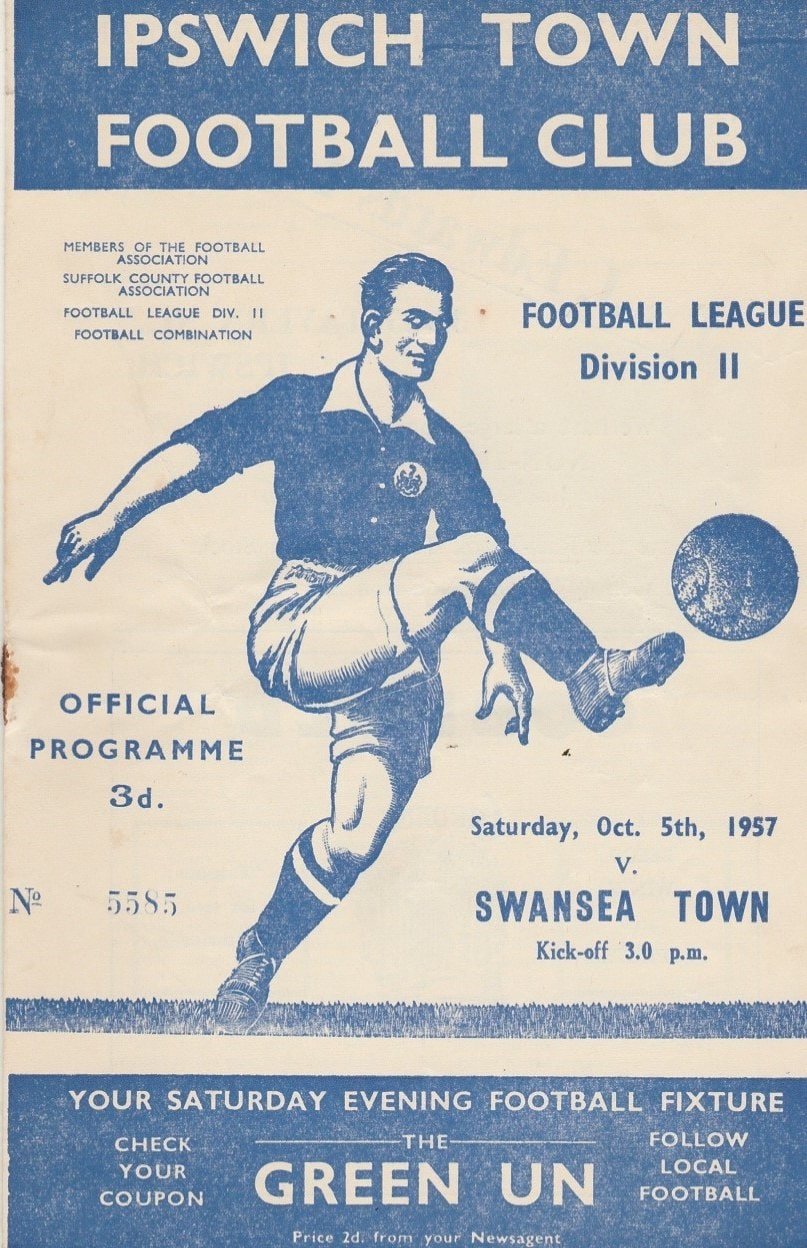 IPSWICH TOWN
FOOTBALL CLUB
MEMBERS OF THE FOOTBALL
ASSOCIATION
SUFFOLK COUNTY FOOTBALL
ASSOCIATION
FOOTBALL LEAGUE DIV. II
FOOTBALL COMBINATION
FOOTBALL LEAGUE
Division II
OFFICIAL
PROGRAMME
3d.
Saturday, Oct. 5th, 1957
V.
SWANSEA TOWN
Kick-off 3.0 p.m.
Nº 5585
YOUR SATURDAY EVENING FOOTBALL FIXTURE
CHECK
YOUR
COUPON
THE
GREEN UN
FOLLOW
LOCAL
FOOTBALL
Price 2d. from your Newsagent